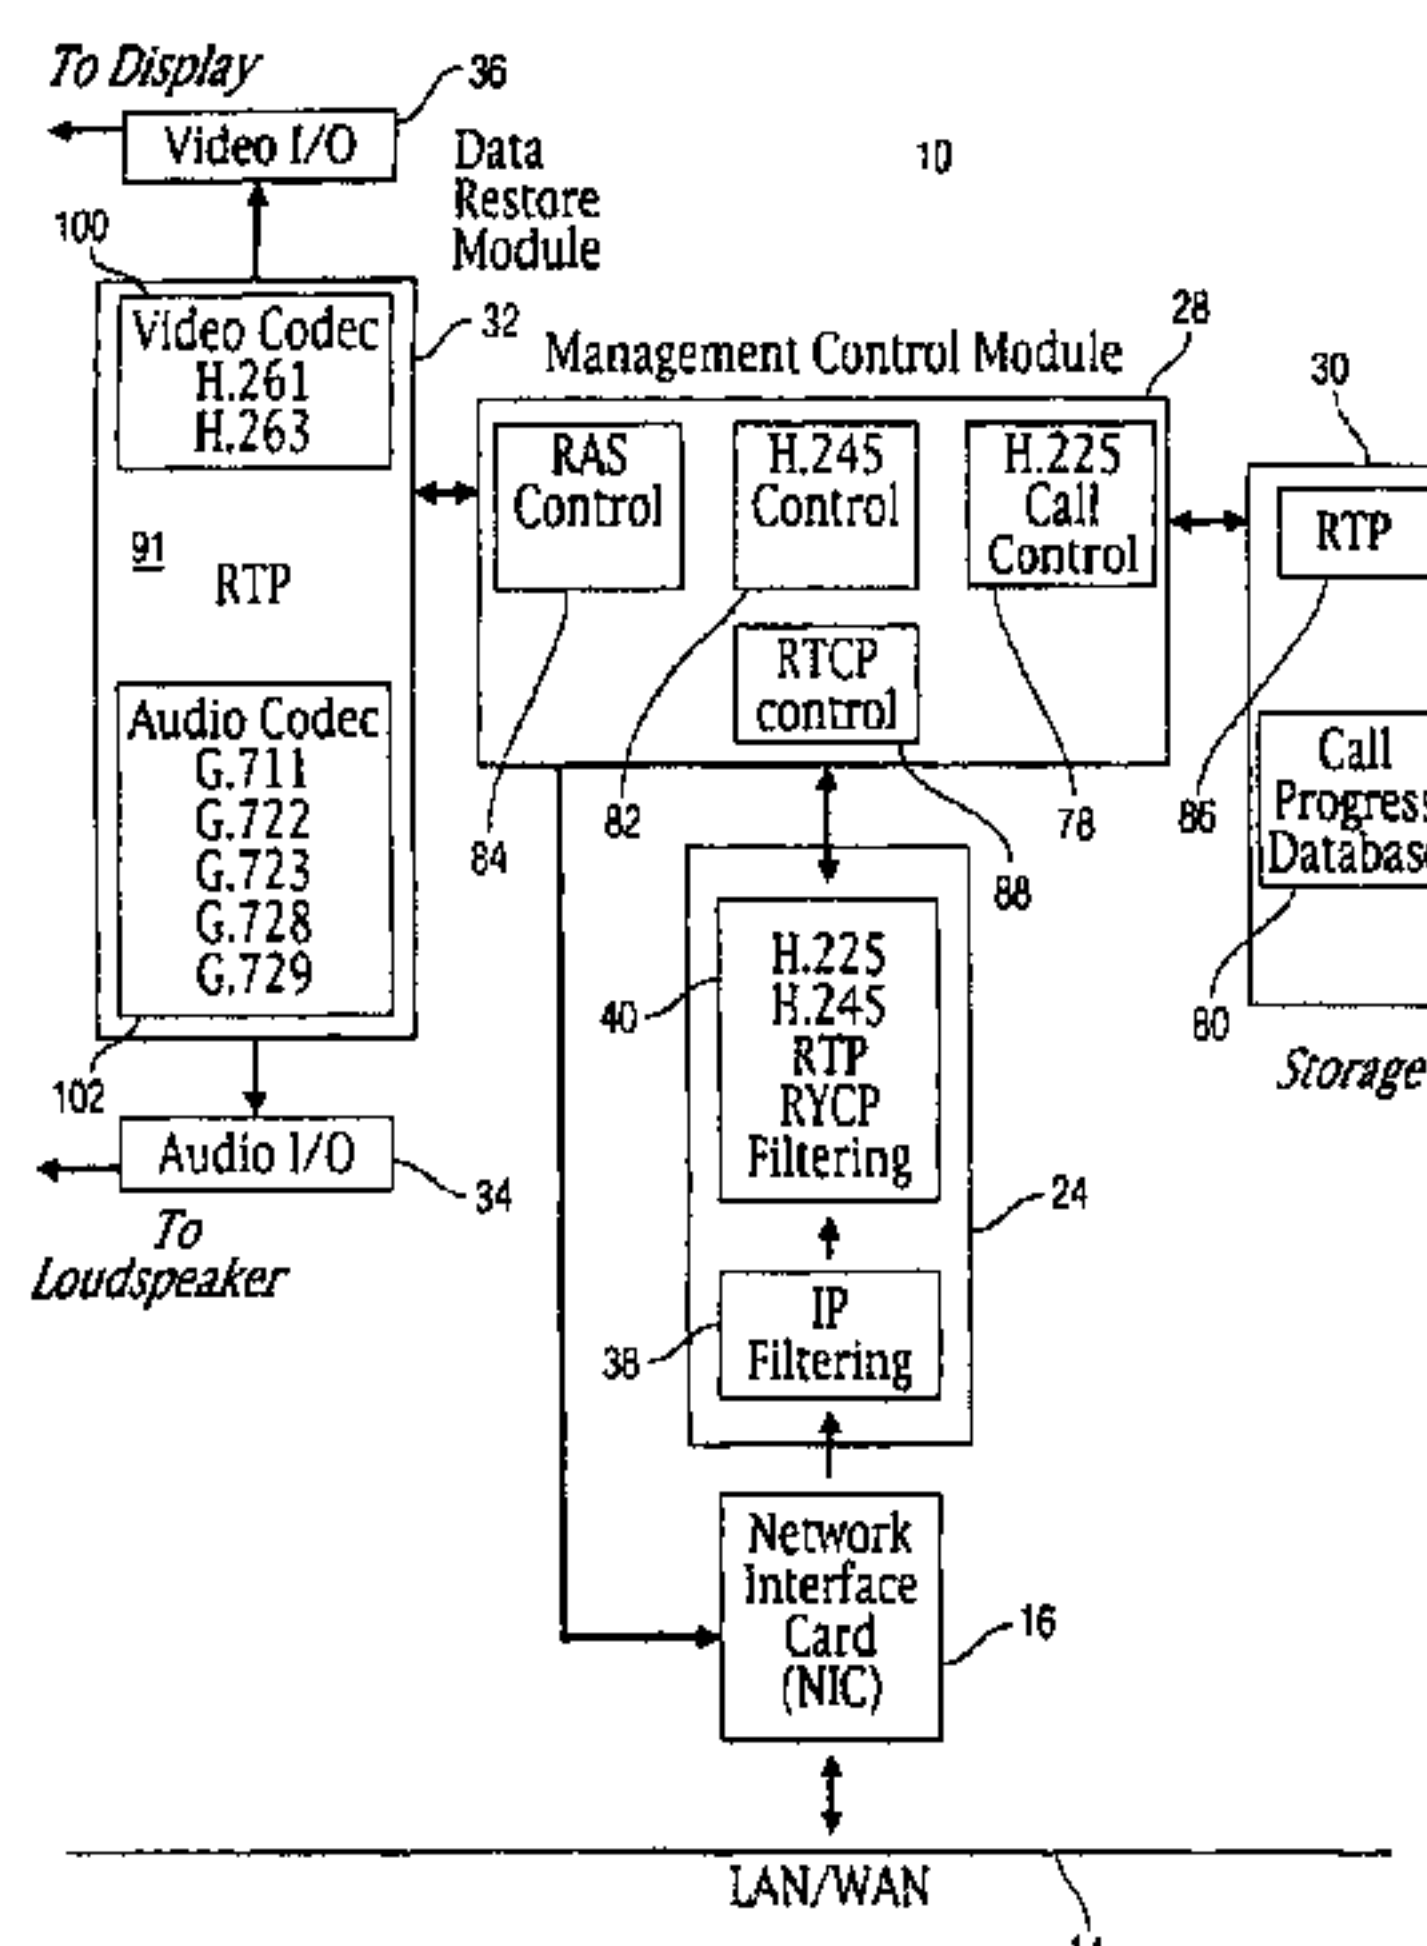 To Display
36
Video I/O
Data
Restore
Module
10
100
Video Codec
H.261
H.263
32
91
RTP
Audio Codec
G.711
G.722
G.723
G.728
G.729
102
Audio I/O
34
To
Loudspeaker
Management Control Module
28
RAS
Control
H.245
Control
H.225
Call
Control
RTCP
control
84
82
78
88
30
RTP
86
Call
Progress
Database
80
Storage
40
H.225
H.245
RTP
RYCP
Filtering
24
38
IP
Filtering
Network
Interface
Card
(NIC)
16
LAN/WAN